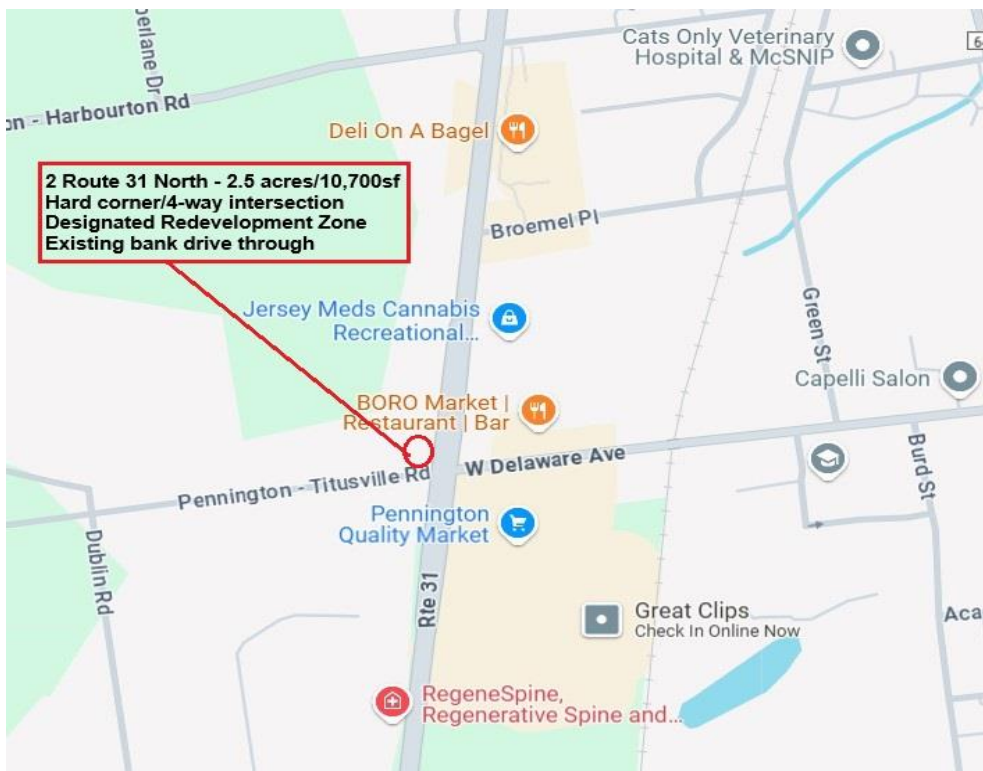 berlane Dr
on - Harbourton Rd
Cats Only Veterinary
Hospital & McSNIP
6
Deli On A Bagel
2 Route 31 North - 2.5 acres/10,700sf
Hard corner/4-way intersection
Designated Redevelopment Zone
Existing bank drive through
Broemel Pl
Jersey Meds Cannabis
Recreational...
Green St
Capelli Salon
BORO Market |
Restaurant | Bar
W Delaware Ave
Pennington - Titusville Rd
Burd St
Pennington
Quality Market
Dublin Rd
Rte 31
Great Clips
Check In Online Now
Aca
RegeneSpine,
Regenerative Spine and...